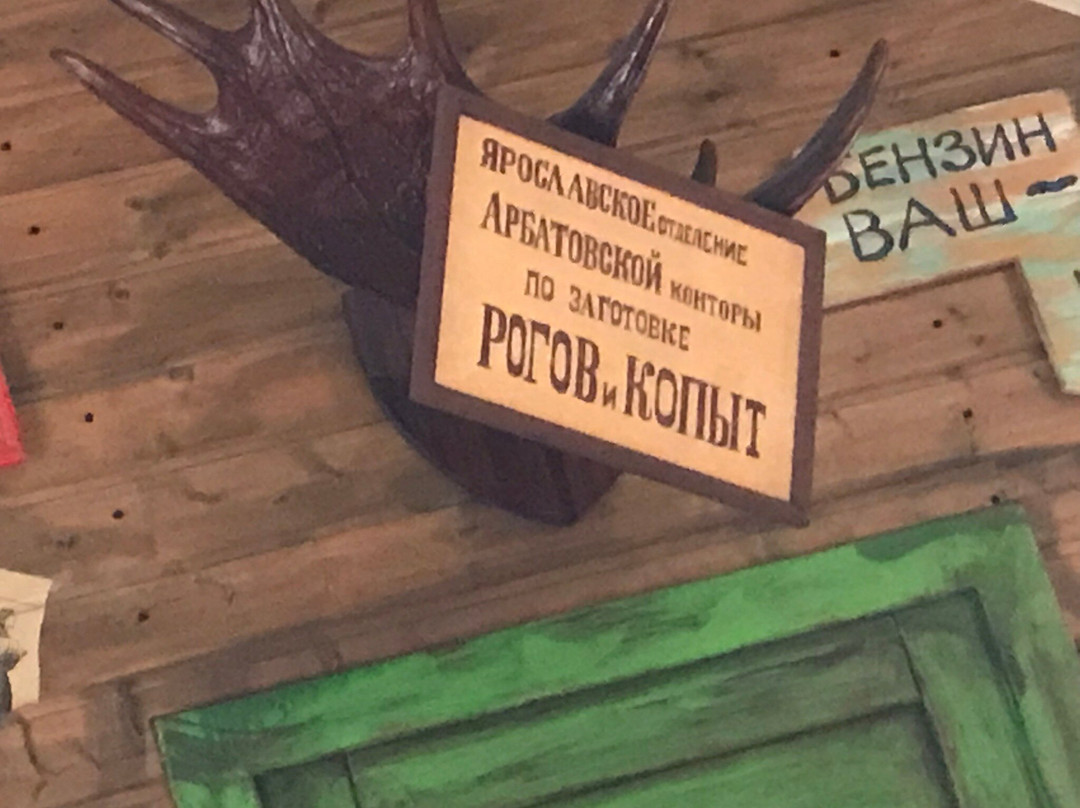 ЯРОСЛАВСКОЕ ОТДЕЛЕНИЕ
АРБАТОВСКОЙ КОНТОРЫ
ПО ЗАГОТОВКЕ
РОГОВ и КОПЫТ
БЕНЗИН
ВАШ ~